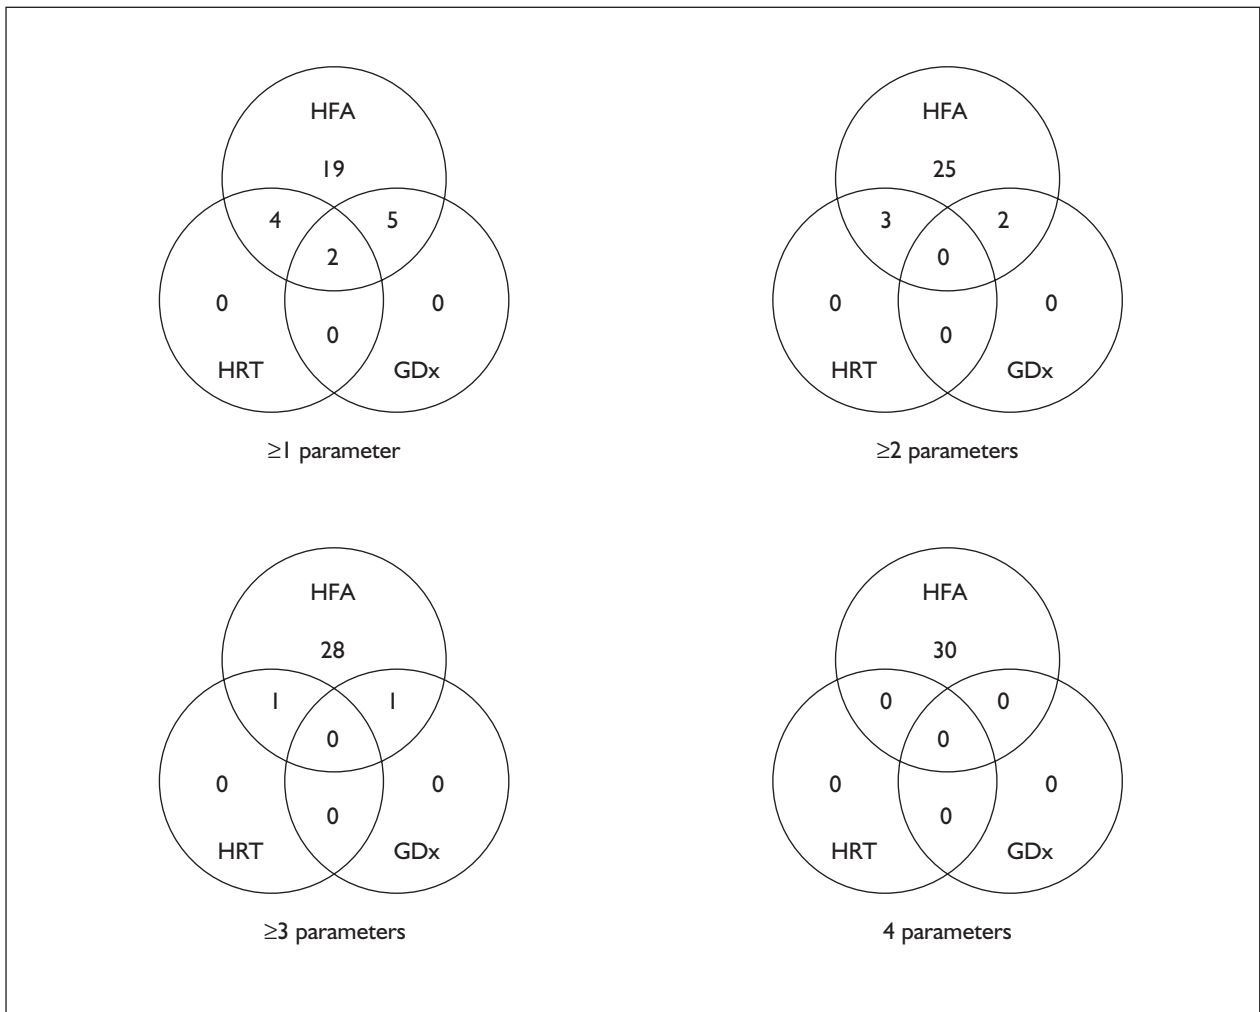 HFA
19
4 5
2
0 0
0
HRT GDx
≥1 parameter
HFA
25
3 2
0
0 0
0
HRT GDx
≥2 parameters
HFA
28
1 1
0
0 0
0
HRT GDx
≥3 parameters
HFA
30
0 0
0
0 0
0
HRT GDx
4 parameters